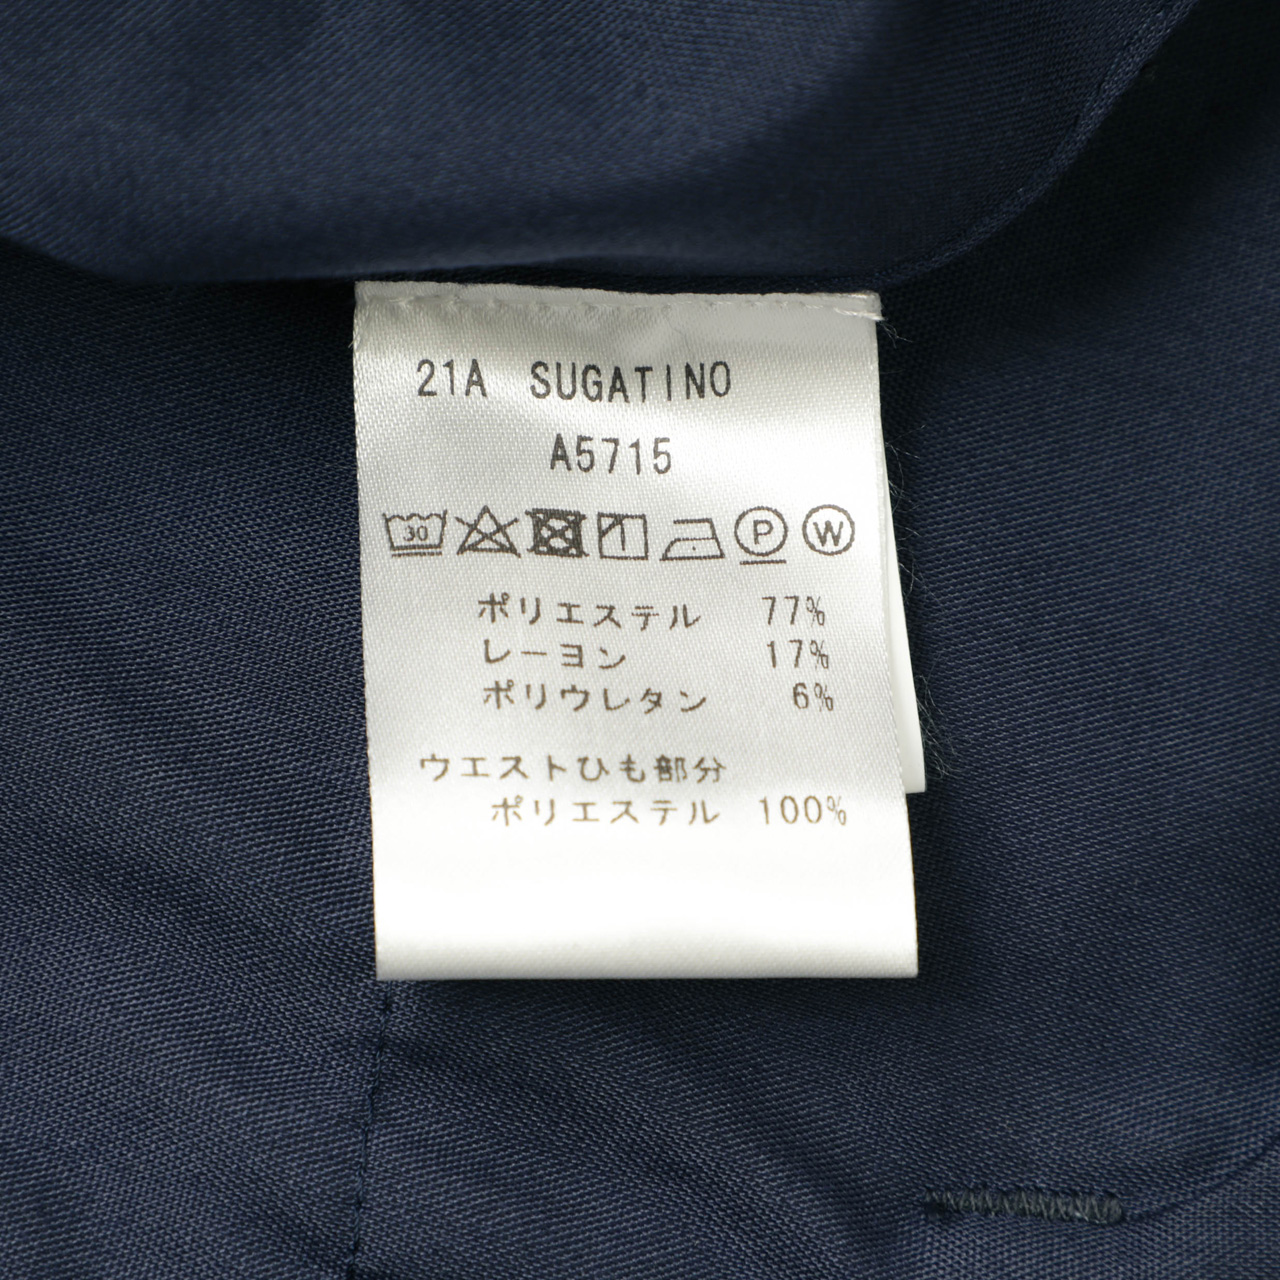 21A SUGATINO
A5715
30 P W
ポリエステル 77%
レーヨン 17%
ポリウレタン 6%
ウエストひも部分
ポリエステル 100%